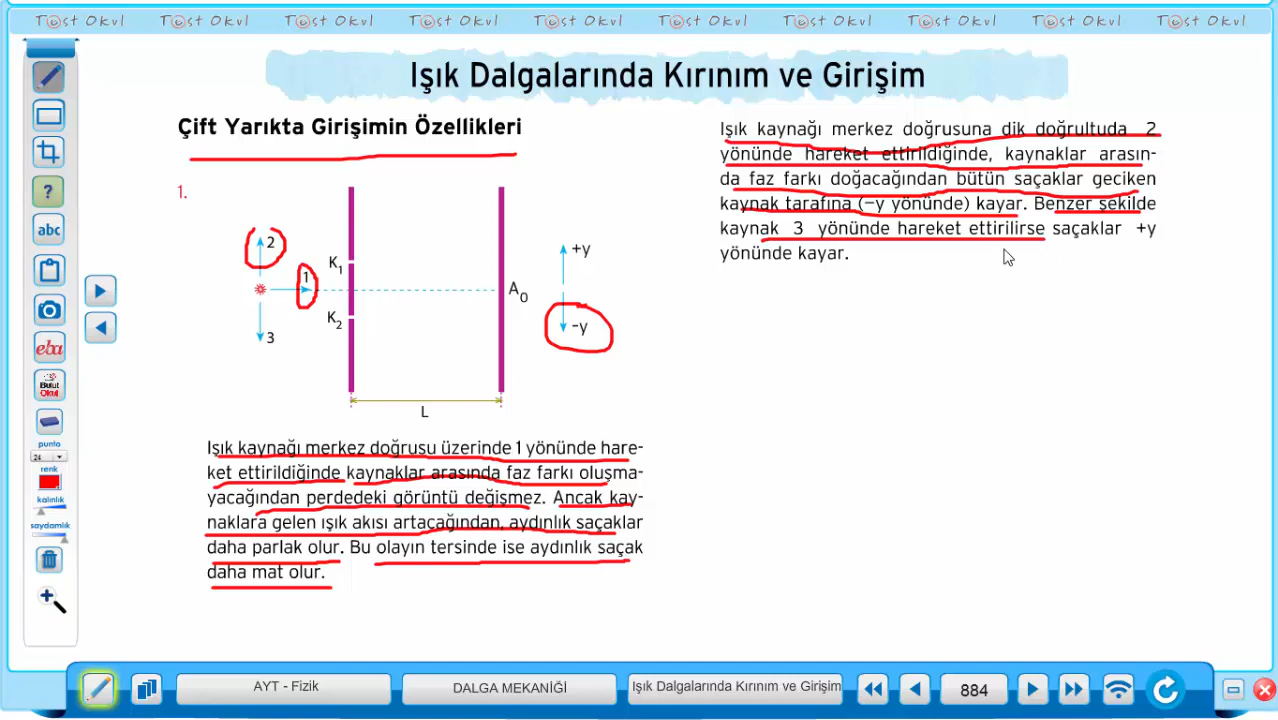 Test Okul Test Okul Test Okul Test Okul Test Okul Test Okul Test Okul Test Okul Test Okul Test Okul
Işık Dalgalarında Kırınım ve Girişim
Çift Yarıkta Girişimin Özellikleri
1.
2
1
3
K1
K2
A0
+y
-y
L
Işık kaynağı merkez doğrusu üzerinde 1 yönünde hare-
ket ettirildiğinde kaynaklar arasında faz farkı oluşma-
yacağından perdedeki görüntü değişmez. Ancak kay-
naklara gelen ışık akısı artacağından, aydınlık saçaklar
daha parlak olur. Bu olayın tersinde ise aydınlık saçak
daha mat olur.
Işık kaynağı merkez doğrusuna dik doğrultuda 2
yönünde hareket ettirildiğinde, kaynaklar arasın-
da faz farkı doğacağından bütün saçaklar geciken
kaynak tarafına (−y yönünde) kayar. Benzer şekilde
kaynak 3 yönünde hareket ettirilirse saçaklar +y
yönünde kayar.
?
abc
eba
Bulut
Okul
punto
24
renk
kalınlık
saydamlık
AYT - Fizik
DALGA MEKANİĞİ
Işık Dalgalarında Kırınım ve Girişim
884